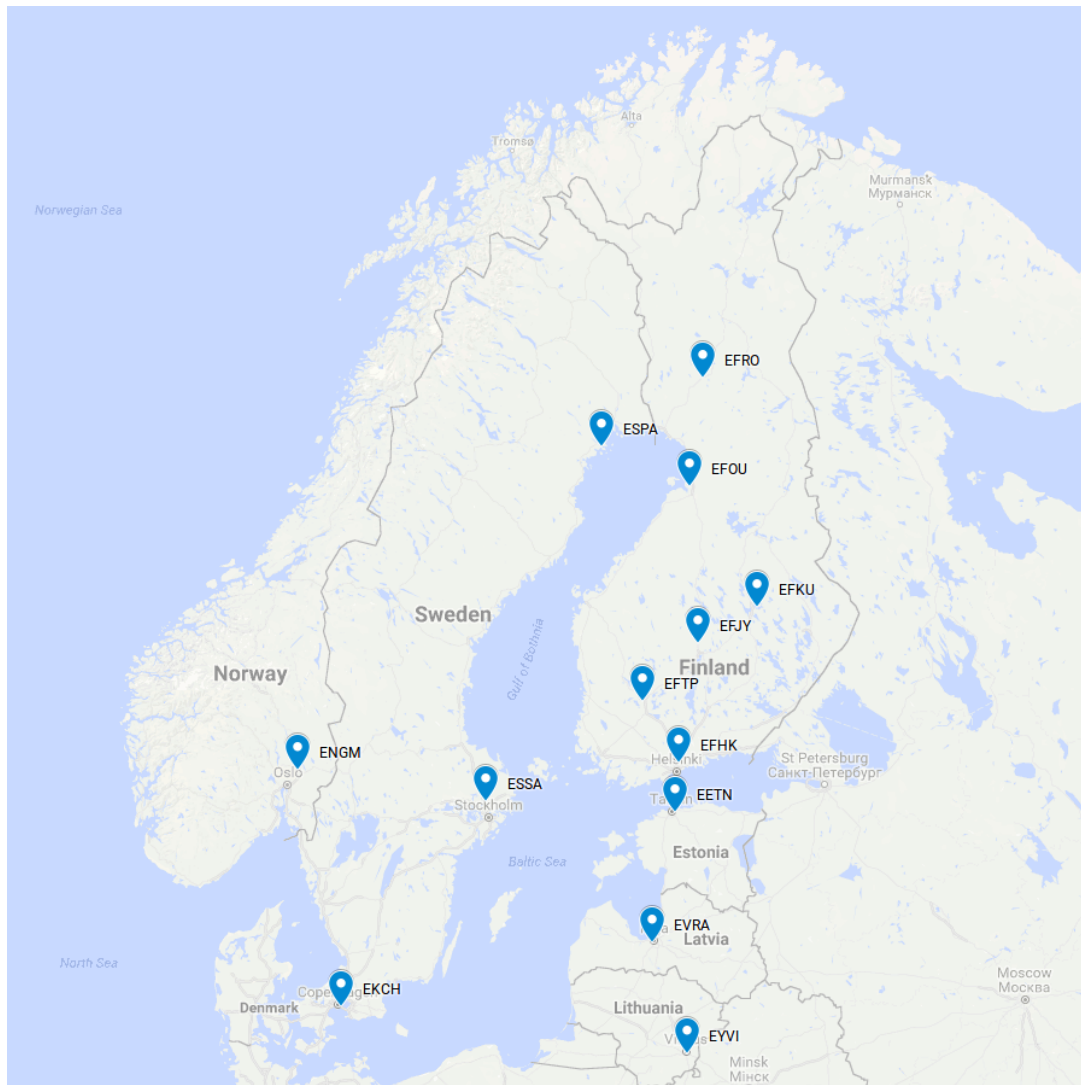 Alta
Tromsø
Murmansk
Мурманск
Norwegian Sea
EFRO
ESPA
EFOU
EFKU
Sweden
EFJY
Gulf of Bothnia
Finland
Norway
EFTP
EFHK
ENGM
Helsinki
St Petersburg
Санкт-Петербург
Oslo
ESSA
EETN
Stockholm
Estonia
Baltic Sea
EVRA
Latvia
North Sea
Moscow
Москва
EKCH
Denmark
Lithuania
EYVI
Minsk
Мінск